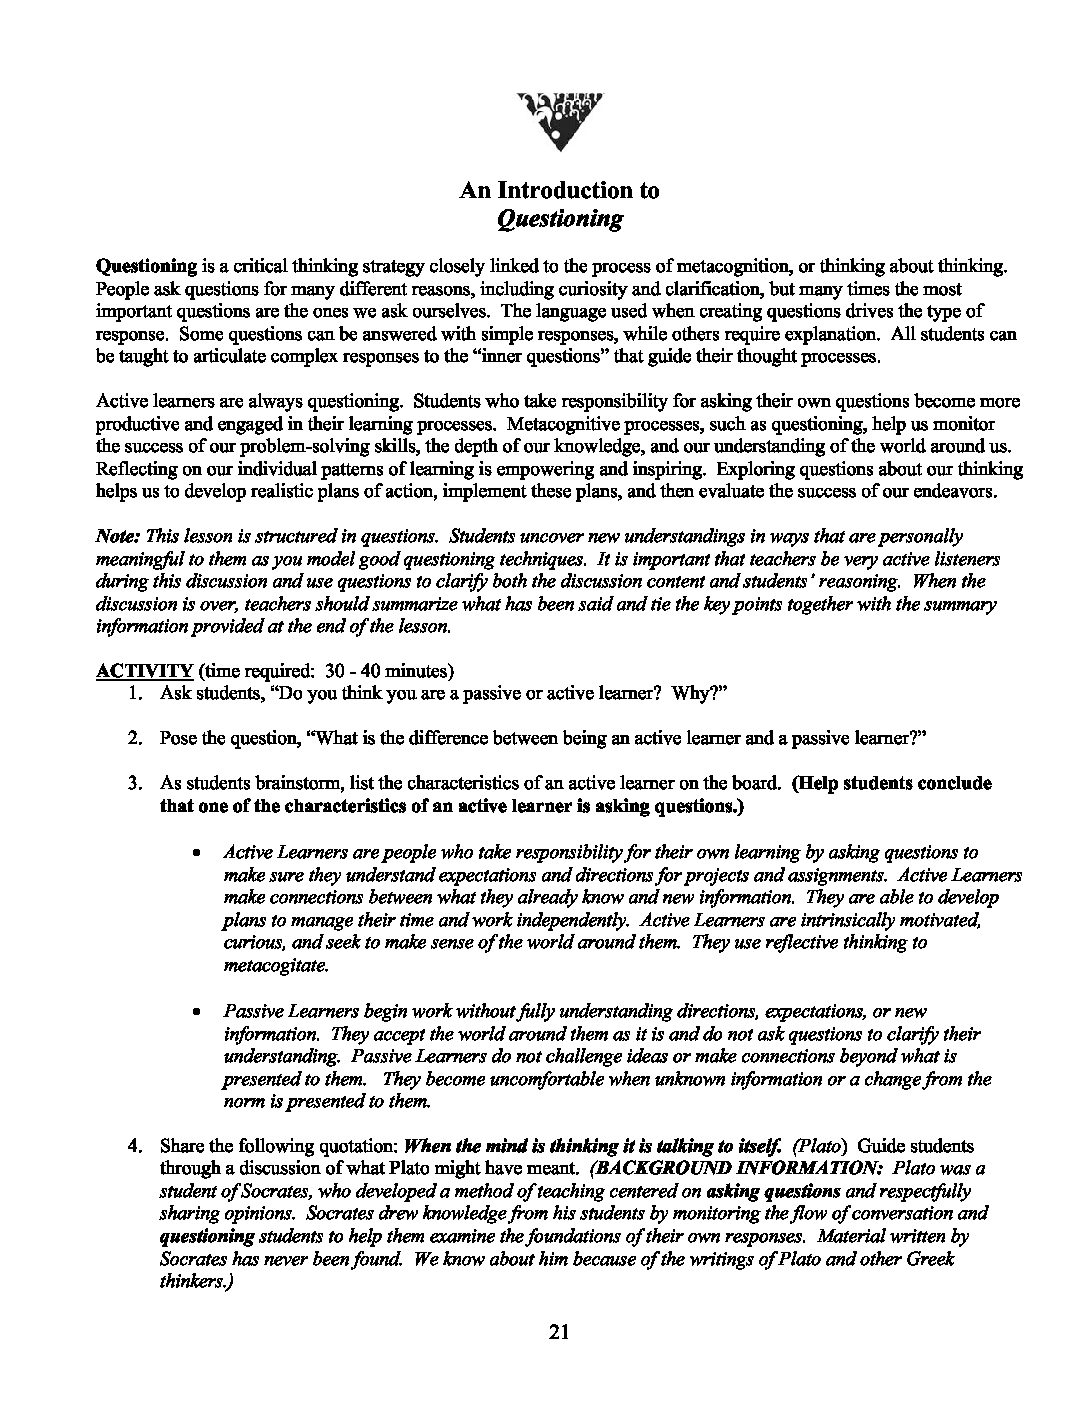 An Introduction to
Questioning
Questioning is a critical thinking strategy closely linked to the process of metacognition, or thinking about thinking.
People ask questions for many different reasons, including curiosity and clarification, but many times the most
important questions are the ones we ask ourselves.  The language used when creating questions drives the type of
response.  Some questions can be answered with simple responses, while others require explanation.  All students can
be taught to articulate complex responses to the “inner questions” that guide their thought processes.
Active learners are always questioning.  Students who take responsibility for asking their own questions become more
productive and engaged in their learning processes.  Metacognitive processes, such as questioning, help us monitor
the success of our problem-solving skills, the depth of our knowledge, and our understanding of the world around us.
Reflecting on our individual patterns of learning is empowering and inspiring.  Exploring questions about our thinking
helps us to develop realistic plans of action, implement these plans, and then evaluate the success of our endeavors.
Note: This lesson is structured in questions.  Students uncover new understandings in ways that are personally
meaningful to them as you model good questioning techniques.  It is important that teachers be very active listeners
during this discussion and use questions to clarify both the discussion content and students’ reasoning.  When the
discussion is over, teachers should summarize what has been said and tie the key points together with the summary
information provided at the end of the lesson.
ACTIVITY (time required:  30 - 40 minutes)
1.  Ask students, “Do you think you are a passive or active learner?  Why?”
2.  Pose the question, “What is the difference between being an active learner and a passive learner?”
3.  As students brainstorm, list the characteristics of an active learner on the board.  (Help students conclude
that one of the characteristics of an active learner is asking questions.)
• Active Learners are people who take responsibility for their own learning by asking questions to
make sure they understand expectations and directions for projects and assignments.  Active Learners
make connections between what they already know and new information.  They are able to develop
plans to manage their time and work independently.  Active Learners are intrinsically motivated,
curious, and seek to make sense of the world around them.  They use reflective thinking to
metacogitate.
• Passive Learners begin work without fully understanding directions, expectations, or new
information.  They accept the world around them as it is and do not ask questions to clarify their
understanding.  Passive Learners do not challenge ideas or make connections beyond what is
presented to them.   They become uncomfortable when unknown information or a change from the
norm is presented to them.
4.  Share the following quotation: When the mind is thinking it is talking to itself.  (Plato)  Guide students
through a discussion of what Plato might have meant.  (BACKGROUND INFORMATION:  Plato was a
student of Socrates, who developed a method of teaching centered on asking questions and respectfully
sharing opinions.  Socrates drew knowledge from his students by monitoring the flow of conversation and
questioning students to help them examine the foundations of their own responses.  Material written by
Socrates has never been found.  We know about him because of the writings of Plato and other Greek
thinkers.)
21